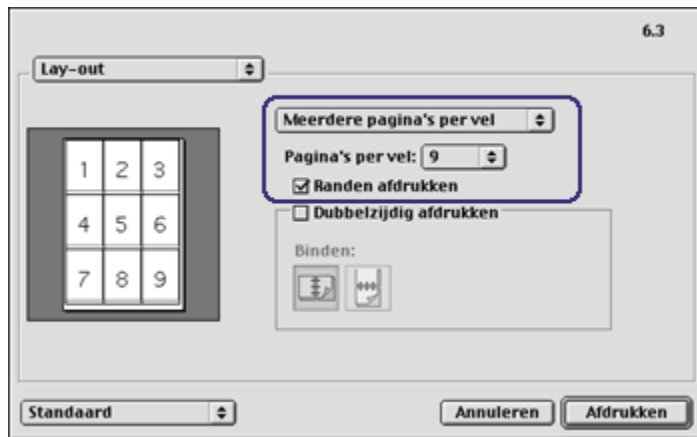 6.3
Lay-out
Meerdere pagina's per vel
Pagina's per vel: 9
Randen afdrukken
Dubbelzijdig afdrukken
Binden:
1 2 3
4 5 6
7 8 9
Standaard
Annuleren Afdrukken